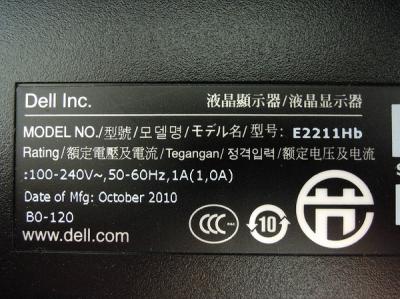 Dell Inc. 液晶顯示器/液晶显示器
MODEL NO./型號/모델명/モデル名/型号: E2211Hb
Rating/額定電壓及電流/Tegangan/정격입력/额定电压及电流
:100-240V~,50-60Hz,1A(1,0A)
Date of Mfg: October 2010
B0-120
www.dell.com
CCC
10